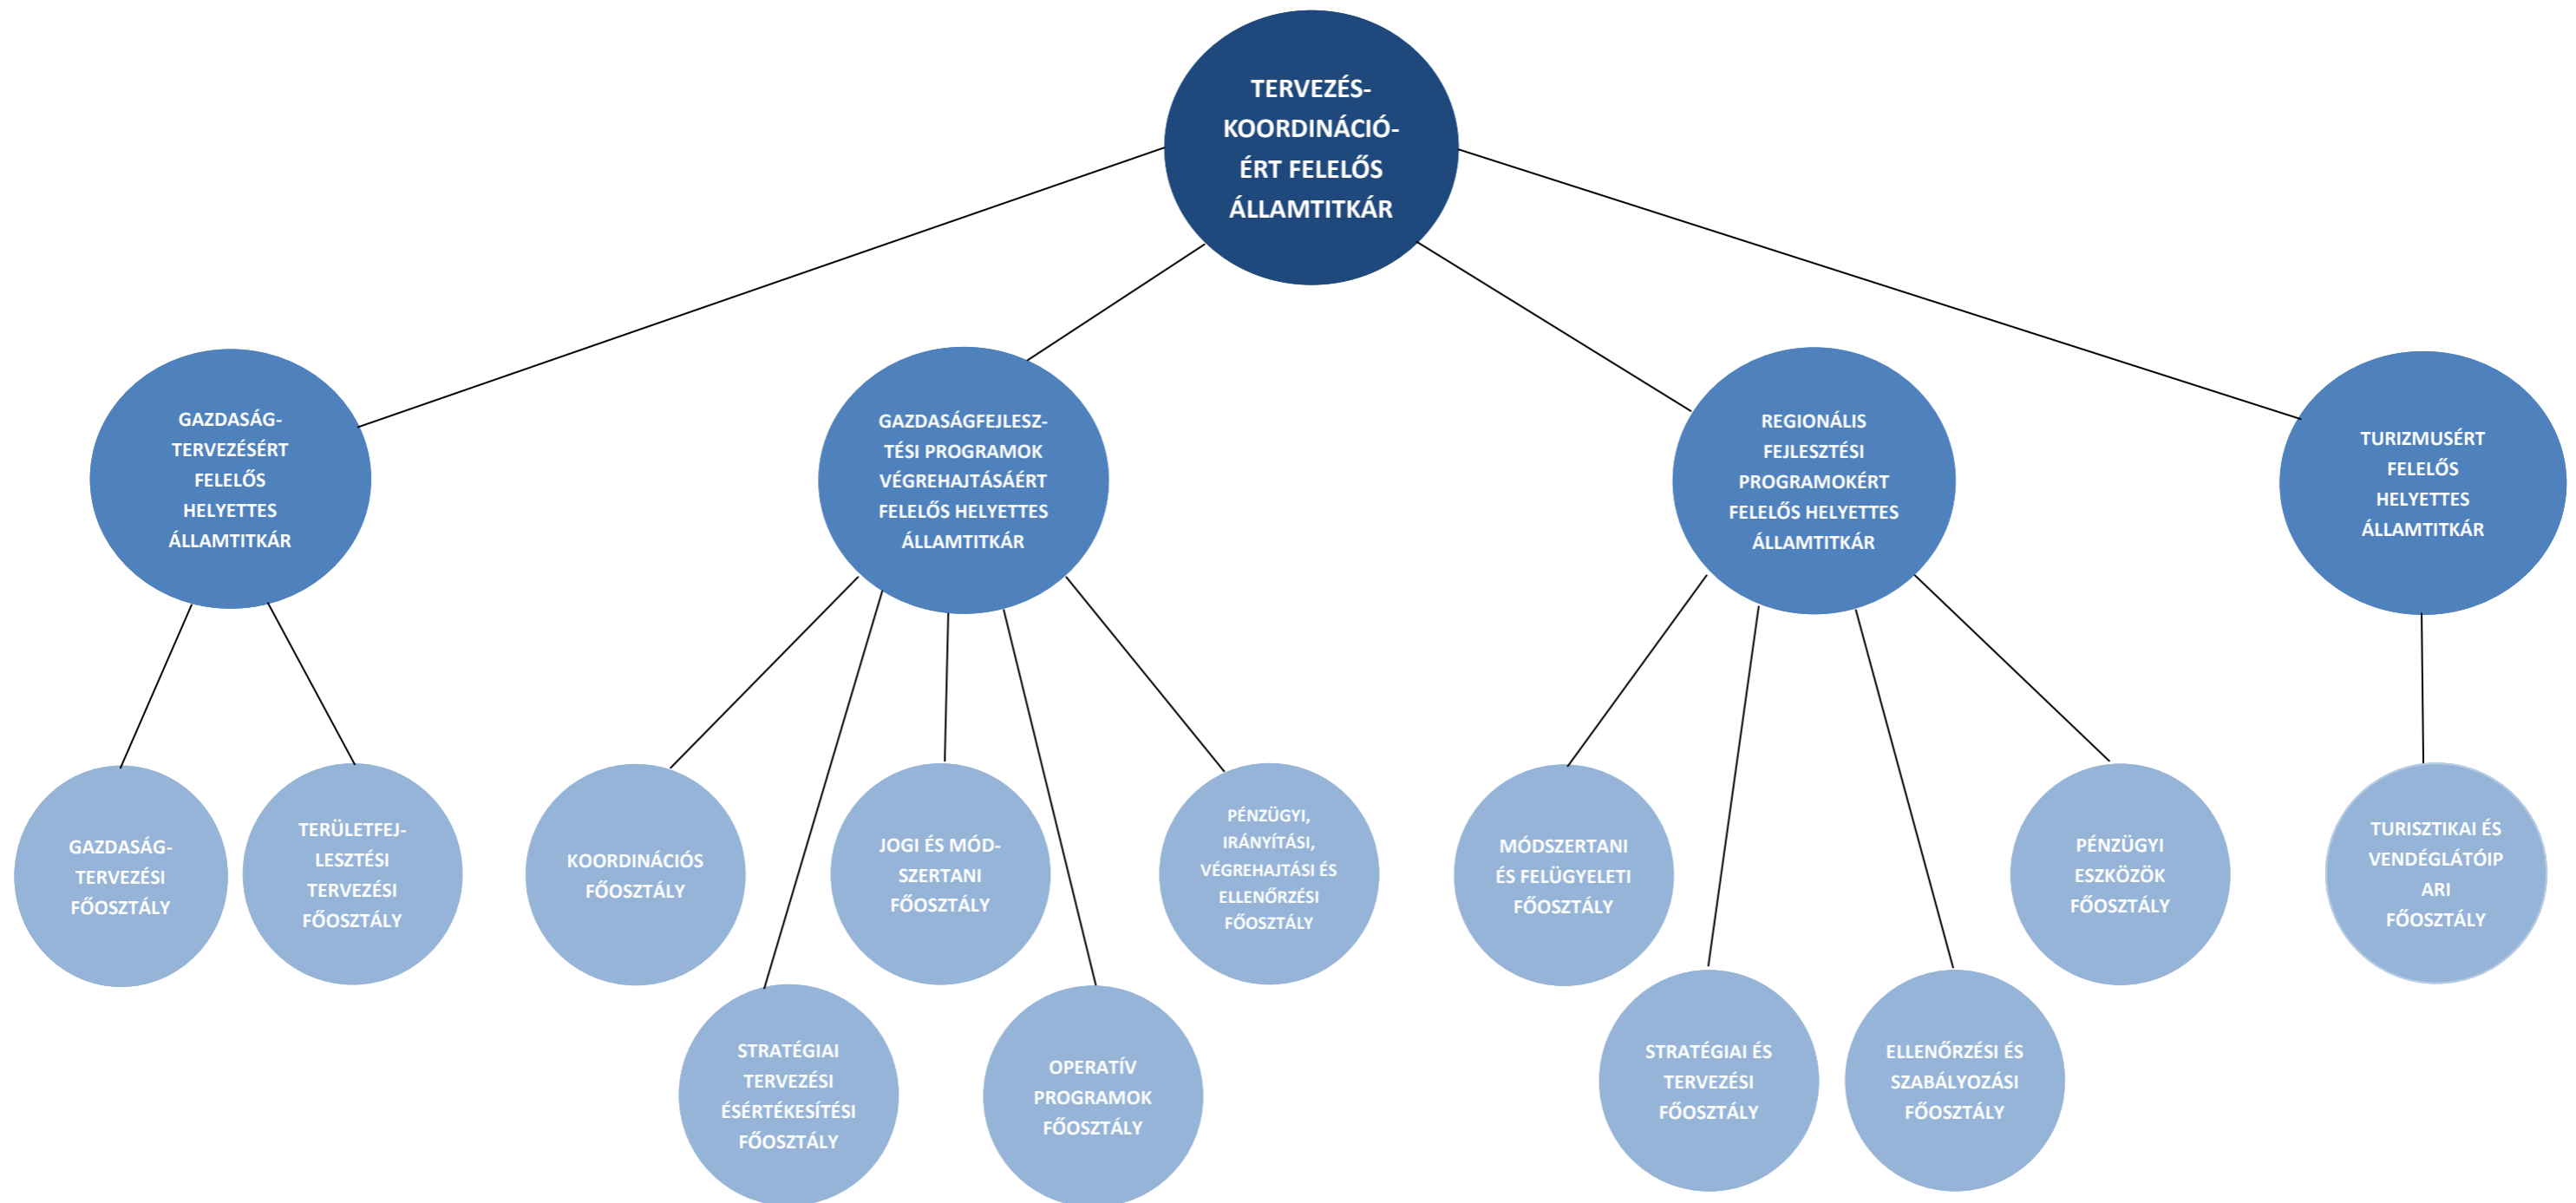 TERVEZÉS-
KOORDINÁCIÓ-
ÉRT FELELŐS
ÁLLAMTITKÁR
GAZDASÁG-
TERVEZÉSÉRT
FELELŐS
HELYETTES
ÁLLAMTITKÁR
GAZDASÁGFEJLESZ-
TÉSI PROGRAMOK
VÉGREHAJTÁSÁÉRT
FELELŐS HELYETTES
ÁLLAMTITKÁR
REGIONÁLIS
FEJLESZTÉSI
PROGRAMOKÉRT
FELELŐS HELYETTES
ÁLLAMTITKÁR
TURIZMUSÉRT
FELELŐS
HELYETTES
ÁLLAMTITKÁR
GAZDASÁG-
TERVEZÉSI
FŐOSZTÁLY
TERÜLETFEJ-
LESZTÉSI
TERVEZÉSI
FŐOSZTÁLY
KOORDINÁCIÓS
FŐOSZTÁLY
JOGI ÉS MÓD-
SZERTANI
FŐOSZTÁLY
PÉNZÜGYI,
IRÁNYÍTÁSI,
VÉGREHAJTÁSI ÉS
ELLENŐRZÉSI
FŐOSZTÁLY
MÓDSZERTANI
ÉS FELÜGYELETI
FŐOSZTÁLY
PÉNZÜGYI
ESZKÖZÖK
FŐOSZTÁLY
TURISZTIKAI ÉS
VENDÉGLÁTÓIP
ARI
FŐOSZTÁLY
STRATÉGIAI
TERVEZÉSI
ÉSÉRTÉKESÍTÉSI
FŐOSZTÁLY
OPERATÍV
PROGRAMOK
FŐOSZTÁLY
STRATÉGIAI ÉS
TERVEZÉSI
FŐOSZTÁLY
ELLENŐRZÉSI ÉS
SZABÁLYOZÁSI
FŐOSZTÁLY